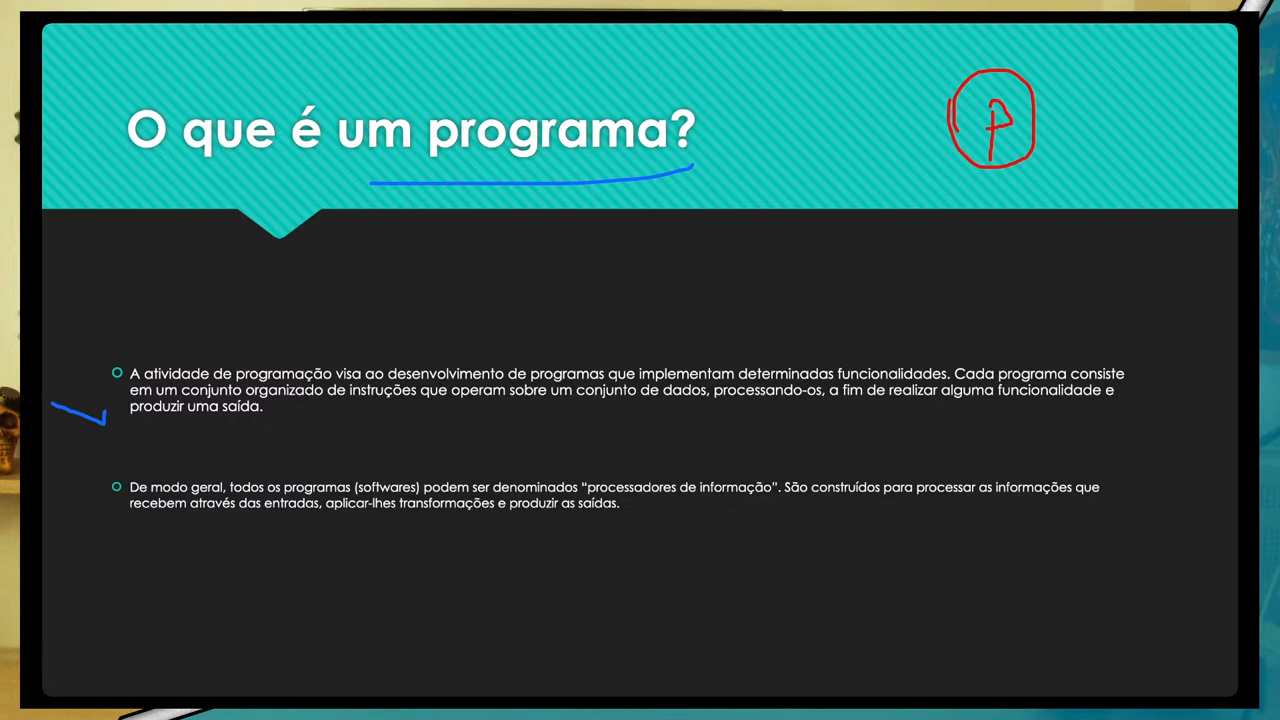 O que é um programa?
P
A atividade de programação visa ao desenvolvimento de programas que implementam determinadas funcionalidades. Cada programa consiste
em um conjunto organizado de instruções que operam sobre um conjunto de dados, processando-os, a fim de realizar alguma funcionalidade e
produzir uma saída.
De modo geral, todos os programas (softwares) podem ser denominados “processadores de informação”. São construídos para processar as informações que
recebem através das entradas, aplicar-lhes transformações e produzir as saídas.